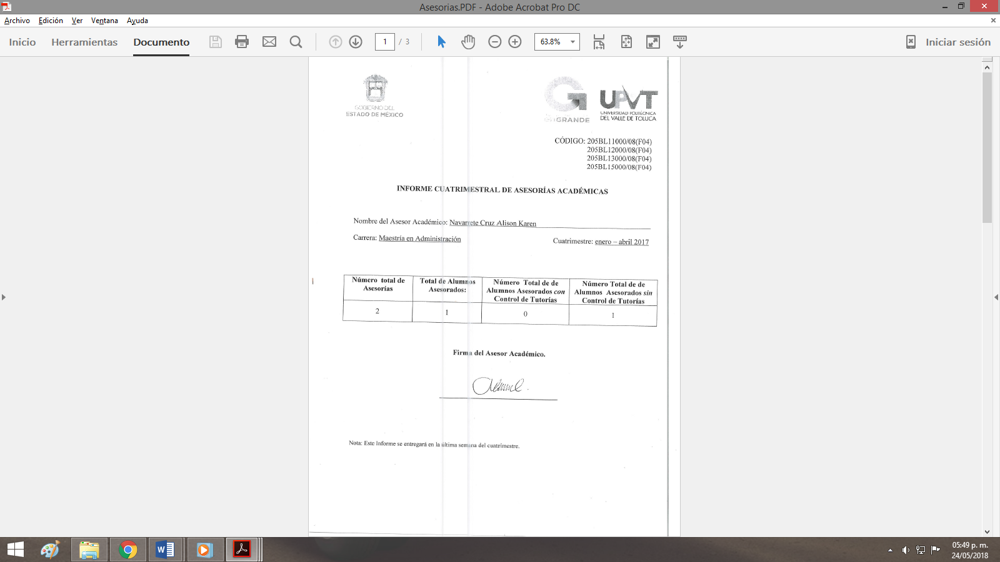 Asesorias.PDF - Adobe Acrobat Pro DC
Archivo Edición Ver Ventana Ayuda
Inicio Herramientas Documento 1 / 3 63.8% Iniciar sesión
GOBIERNO DEL
ESTADO DE MÉXICO
GRANDE
UPVT
UNIVERSIDAD POLITÉCNICA
DEL VALLE DE TOLUCA
CÓDIGO: 205BL11000/08(F04)
205BL12000/08(F04)
205BL13000/08(F04)
205BL15000/08(F04)
INFORME CUATRIMESTRAL DE ASESORÍAS ACADÉMICAS
Nombre del Asesor Académico: Navarrete Cruz Alison Karen
Carrera: Maestría en Administración Cuatrimestre: enero – abril 2017
Número total de Asesorías
Total de Alumnos Asesorados:
Número Total de de Alumnos Asesorados con Control de Tutorías
Número Total de de Alumnos Asesorados sin Control de Tutorías
2 1 0 1
Firma del Asesor Académico.
Nota: Este Informe se entregará en la última semana del cuatrimestre.
05:49 p. m.
24/05/2018